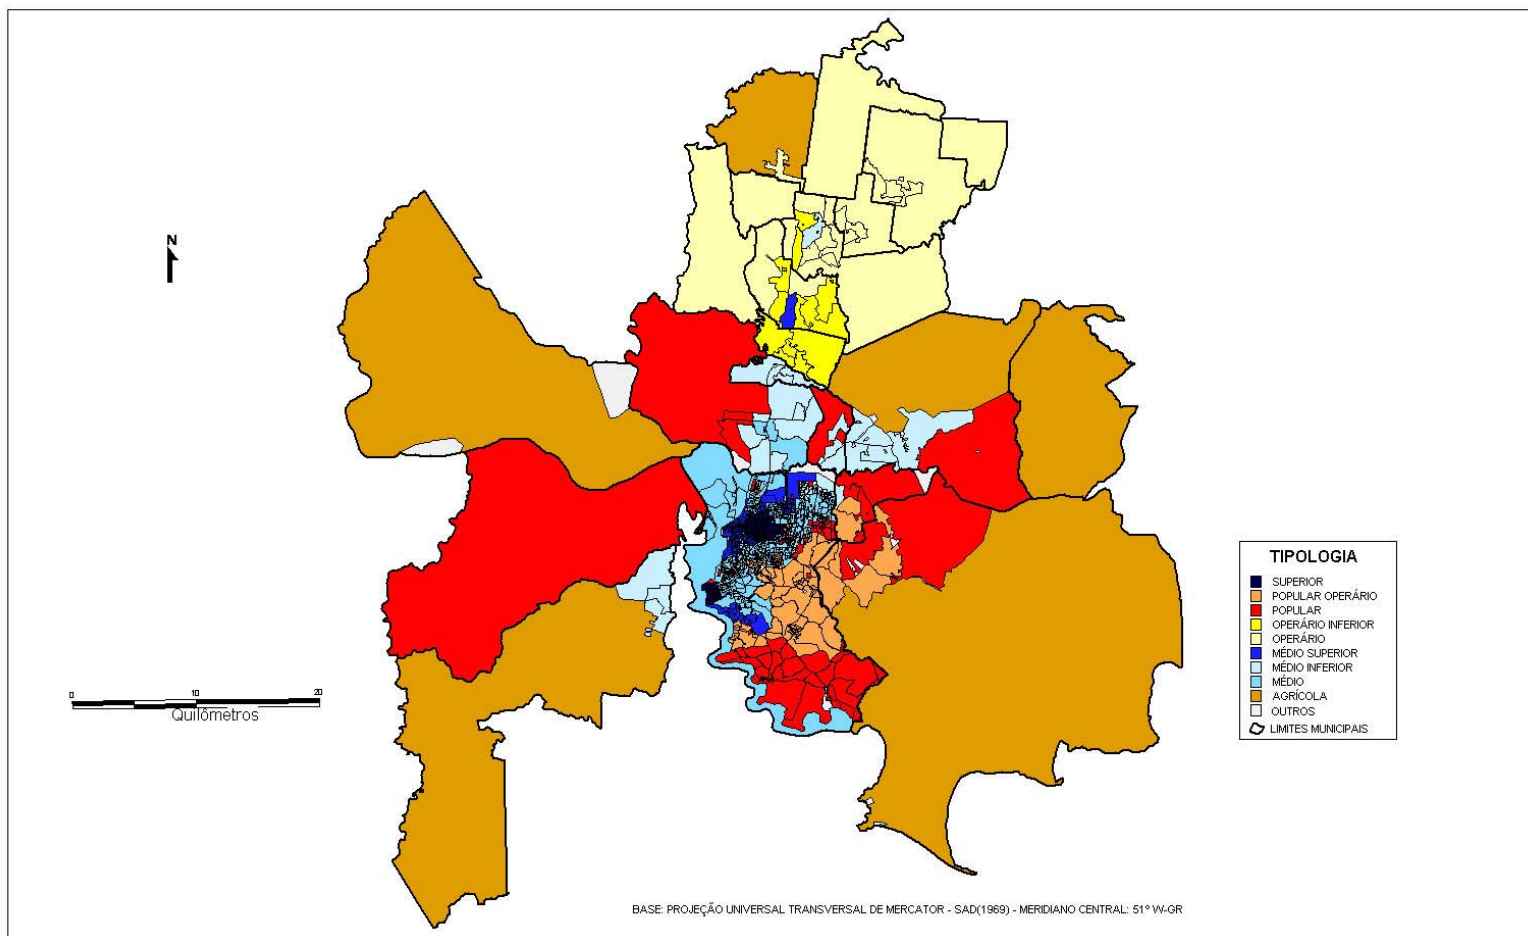 N
0 10 20
Quilômetros
TIPOLOGIA
SUPERIOR
POPULAR OPERÁRIO
POPULAR
OPERÁRIO INFERIOR
OPERÁRIO
MÉDIO SUPERIOR
MÉDIO INFERIOR
MÉDIO
AGRÍCOLA
OUTROS
LIMITES MUNICIPAIS
BASE: PROJEÇÃO UNIVERSAL TRANSVERSAL DE MERCATOR - SAD(1969) - MERIDIANO CENTRAL: 51º W-GR